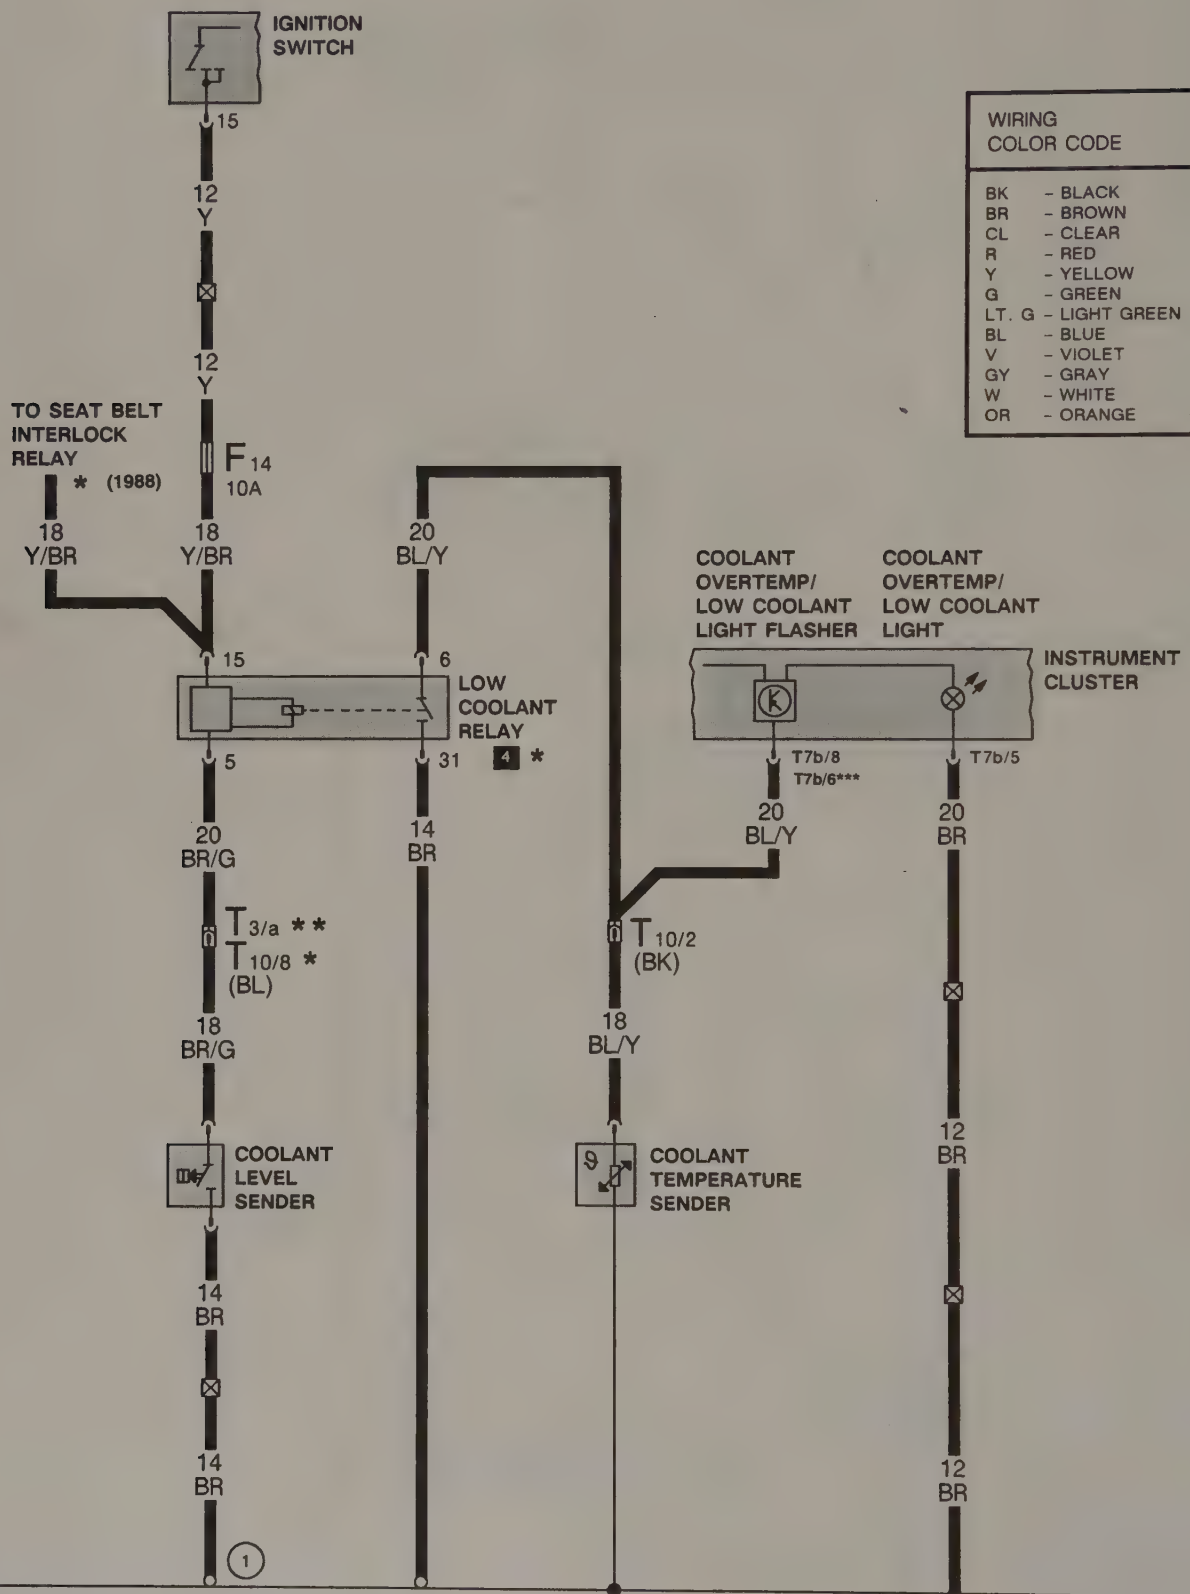 IGNITION
SWITCH
15
12
Y
12
Y
WIRING
COLOR CODE
BK - BLACK
BR - BROWN
CL - CLEAR
R - RED
Y - YELLOW
G - GREEN
LT. G - LIGHT GREEN
BL - BLUE
V - VIOLET
GY - GRAY
W - WHITE
OR - ORANGE
TO SEAT BELT
INTERLOCK
RELAY
* (1988)
F14
10A
18
Y/BR
18
Y/BR
20
BL/Y
COOLANT
OVERTEMP/
LOW COOLANT
LIGHT FLASHER
COOLANT
OVERTEMP/
LOW COOLANT
LIGHT
INSTRUMENT
CLUSTER
15
6
LOW
COOLANT
RELAY
4 *
K
5
31
T7b/8
T7b/6***
T7b/5
20
BR/G
14
BR
20
BL/Y
20
BR
T3/a **
T10/8 *
(BL)
T10/2
(BK)
18
BR/G
18
BL/Y
12
BR
COOLANT
LEVEL
SENDER
ϑ
COOLANT
TEMPERATURE
SENDER
14
BR
14
BR
12
BR
1